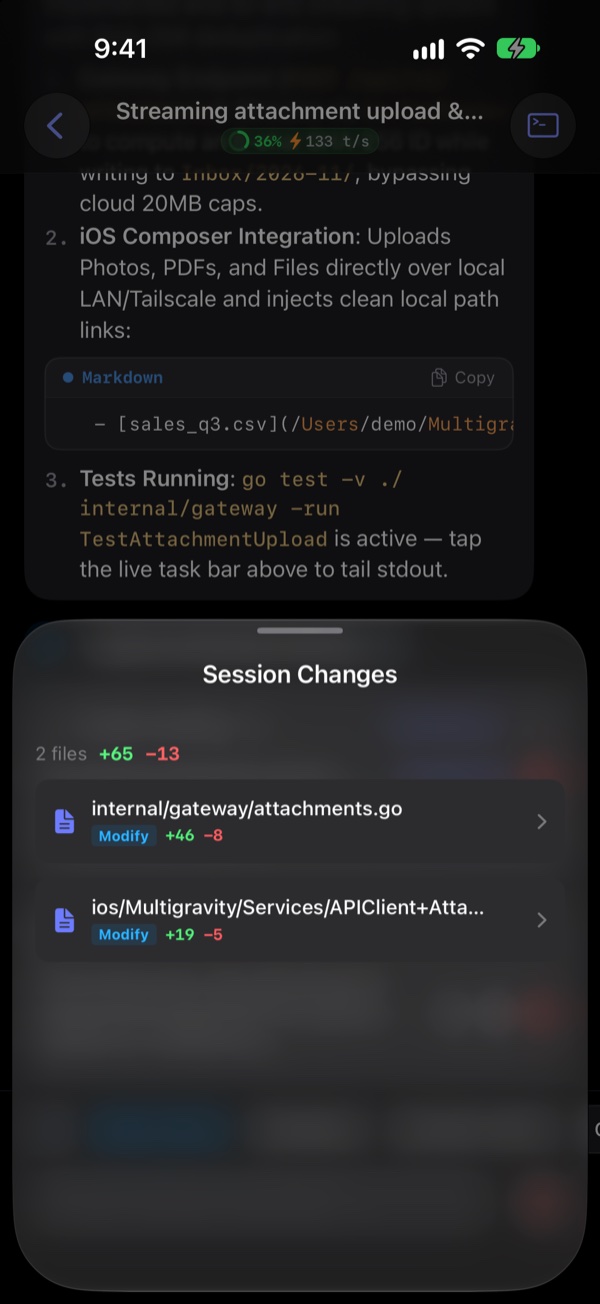 9:41
Streaming attachment upload &...
36% ⚡133 t/s
writing to Inbox/2026-11/, bypassing
cloud 20MB caps.
2. iOS Composer Integration: Uploads
Photos, PDFs, and Files directly over local
LAN/Tailscale and injects clean local path
links:
Markdown
Copy
- [sales_q3.csv](/Users/demo/Multigra
3. Tests Running: go test -v ./
internal/gateway -run
TestAttachmentUpload is active — tap
the live task bar above to tail stdout.
Session Changes
2 files +65 -13
internal/gateway/attachments.go
Modify +46 -8
ios/Multigravity/Services/APIClient+Atta...
Modify +19 -5